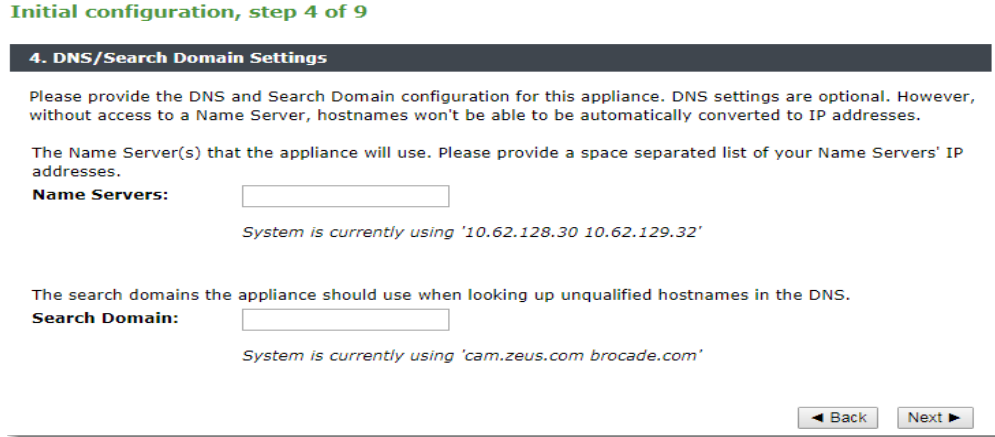 Initial configuration, step 4 of 9
4. DNS/Search Domain Settings
Please provide the DNS and Search Domain configuration for this appliance. DNS settings are optional. However,
without access to a Name Server, hostnames won't be able to be automatically converted to IP addresses.
The Name Server(s) that the appliance will use. Please provide a space separated list of your Name Servers' IP
addresses.
Name Servers:
System is currently using '10.62.128.30 10.62.129.32'
The search domains the appliance should use when looking up unqualified hostnames in the DNS.
Search Domain:
System is currently using 'cam.zeus.com brocade.com'
◄ Back Next ►